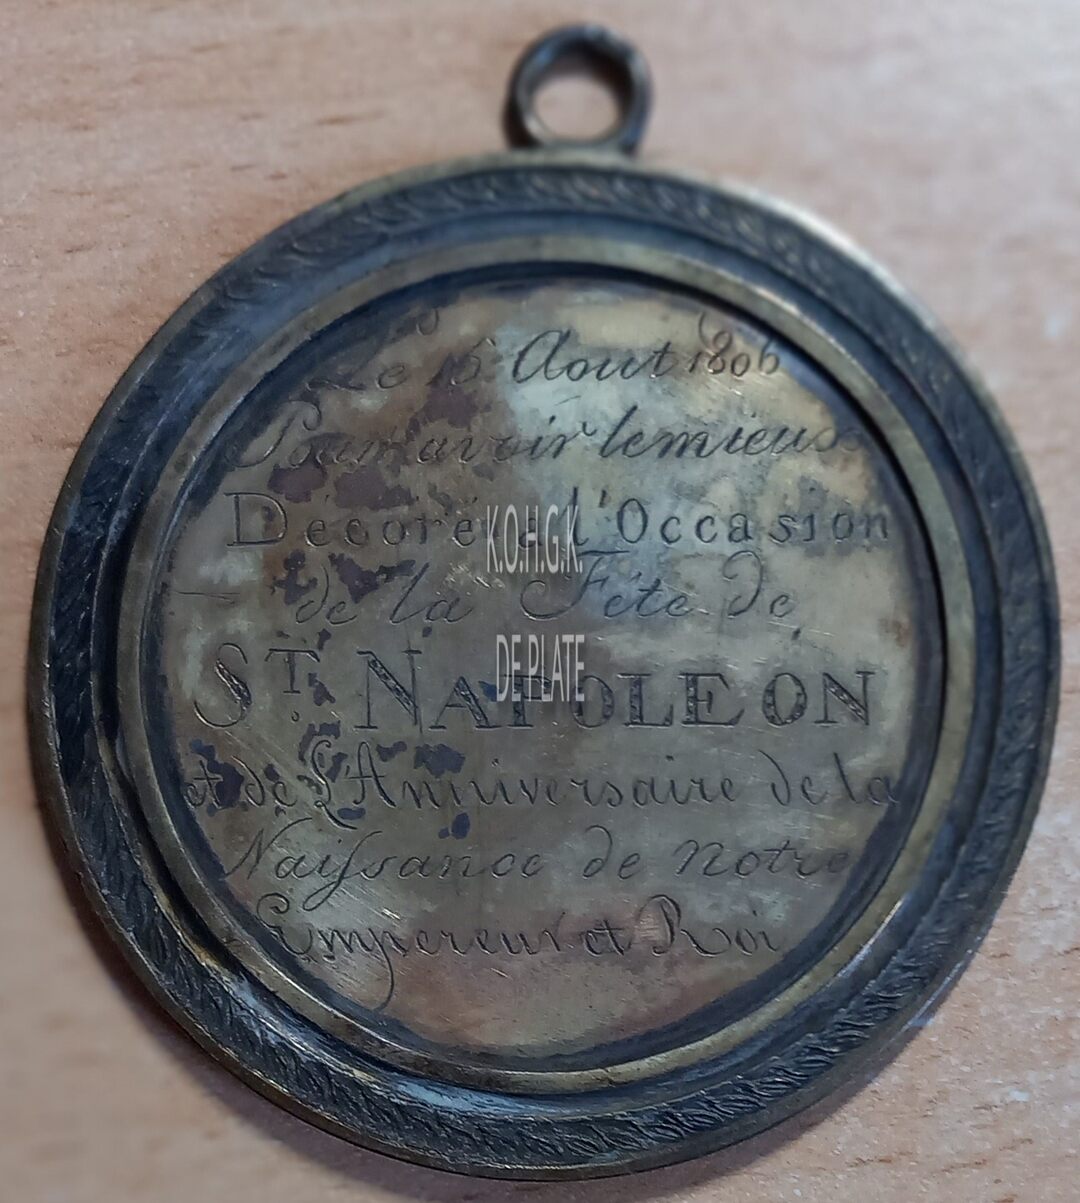 Le 15 Aout 1806
Pour avoir le mieux
Décoré a l'Occasion
de la Fête de
ST. NAPOLEON
et de L'Anniversaire de la
Naissance de notre
Empereur et Roi
K.O.H.G.K.
DE PLATE